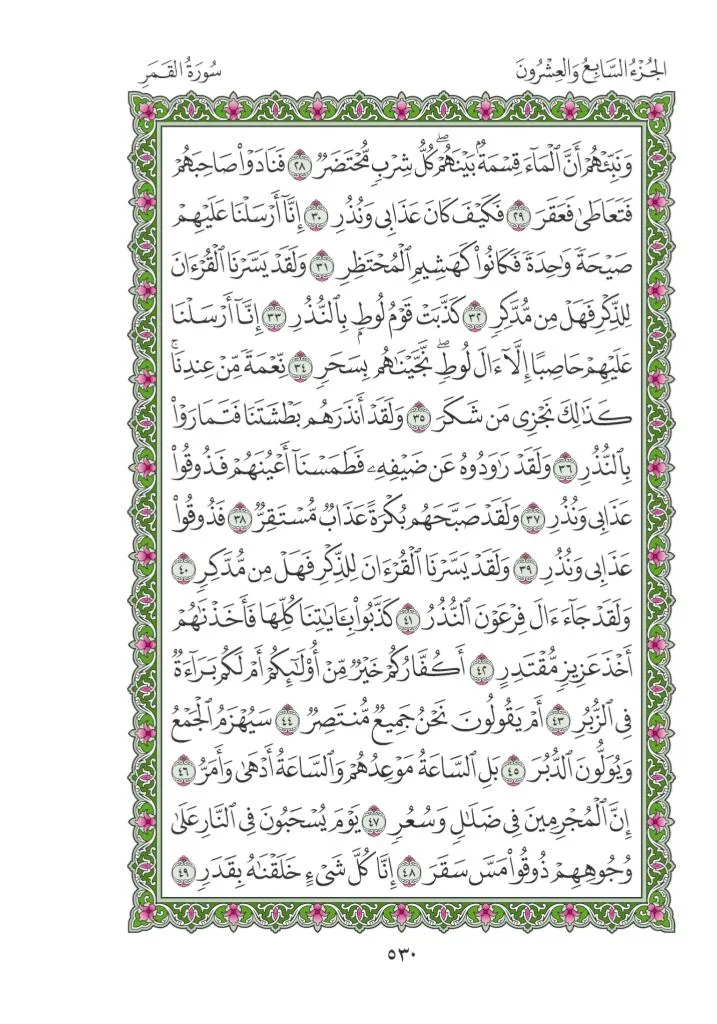 الجُزْءُ السَّابِعُ وَالعِشْرُونَ
سُورَةُ القَمَرِ
وَنَبِّئۡهُمۡ أَنَّ ٱلۡمَآءَ قِسۡمَةُۢ بَيۡنَهُمۡۖ كُلُّ شِرۡبٖ مُّحۡتَضَرٞ ٢٨ فَنَادَوۡاْ صَاحِبَهُمۡ
فَتَعَاطَىٰ فَعَقَرَ ٢٩ فَكَيۡفَ كَانَ عَذَابِي وَنُذُرِ ٣٠ إِنَّآ أَرۡسَلۡنَا عَلَيۡهِمۡ
صَيۡحَةٗ وَٰحِدَةٗ فَكَانُواْ كَهَشِيمِ ٱلۡمُحۡتَظِرِ ٣١ وَلَقَدۡ يَسَّرۡنَا ٱلۡقُرۡءَانَ
لِلذِّكۡرِ فَهَلۡ مِن مُّدَّكِرٖ ٣٢ كَذَّبَتۡ قَوۡمُ لُوطِۭ بِٱلنُّذُرِ ٣٣ إِنَّآ أَرۡسَلۡنَا
عَلَيۡهِمۡ حَاصِبًا إِلَّآ ءَالَ لُوطٖۖ نَّجَّيۡنَٰهُم بِسَحَرٖ ٣٤ نِّعۡمَةٗ مِّنۡ عِندِنَاۚ
كَذَٰلِكَ نَجۡزِي مَن شَكَرَ ٣٥ وَلَقَدۡ أَنذَرَهُم بَطۡشَتَنَا فَتَمَارَوۡاْ
بِٱلنُّذُرِ ٣٦ وَلَقَدۡ رَٰوَدُوهُ عَن ضَيۡفِهِۦ فَطَمَسۡنَآ أَعۡيُنَهُمۡ فَذُوقُواْ
عَذَابِي وَنُذُرِ ٣٧ وَلَقَدۡ صَبَّحَهُم بُكۡرَةً عَذَابٞ مُّسۡتَقِرّٞ ٣٨ فَذُوقُواْ
عَذَابِي وَنُذُرِ ٣٩ وَلَقَدۡ يَسَّرۡنَا ٱلۡقُرۡءَانَ لِلذِّكۡرِ فَهَلۡ مِن مُّدَّكِرٖ ٤٠
وَلَقَدۡ جَآءَ ءَالَ فِرۡعَوۡنَ ٱلنُّذُرُ ٤١ كَذَّبُواْ بِـَٔايَٰتِنَا كُلِّهَا فَأَخَذۡنَٰهُمۡ
أَخۡذَ عَزِيزٖ مُّقۡتَدِرٍ ٤٢ أَكُفَّارُكُمۡ خَيۡرٞ مِّنۡ أُوْلَٰٓئِكُمۡ أَمۡ لَكُم بَرَآءَةٞ
فِي ٱلزُّبُرِ ٤٣ أَمۡ يَقُولُونَ نَحۡنُ جَمِيعٞ مُّنتَصِرٞ ٤٤ سَيُهۡزَمُ ٱلۡجَمۡعُ
وَيُوَلُّونَ ٱلدُّبُرَ ٤٥ بَلِ ٱلسَّاعَةُ مَوۡعِدُهُمۡ وَٱلسَّاعَةُ أَدۡهَىٰ وَأَمَرُّ ٤٦
إِنَّ ٱلۡمُجۡرِمِينَ فِي ضَلَٰلٖ وَسُعُرٖ ٤٧ يَوۡمَ يُسۡحَبُونَ فِي ٱلنَّارِ عَلَىٰ
وُجُوهِهِمۡ ذُوقُواْ مَسَّ سَقَرَ ٤٨ إِنَّا كُلَّ شَيۡءٍ خَلَقۡنَٰهُ بِقَدَرٖ ٤٩
٥٣٠